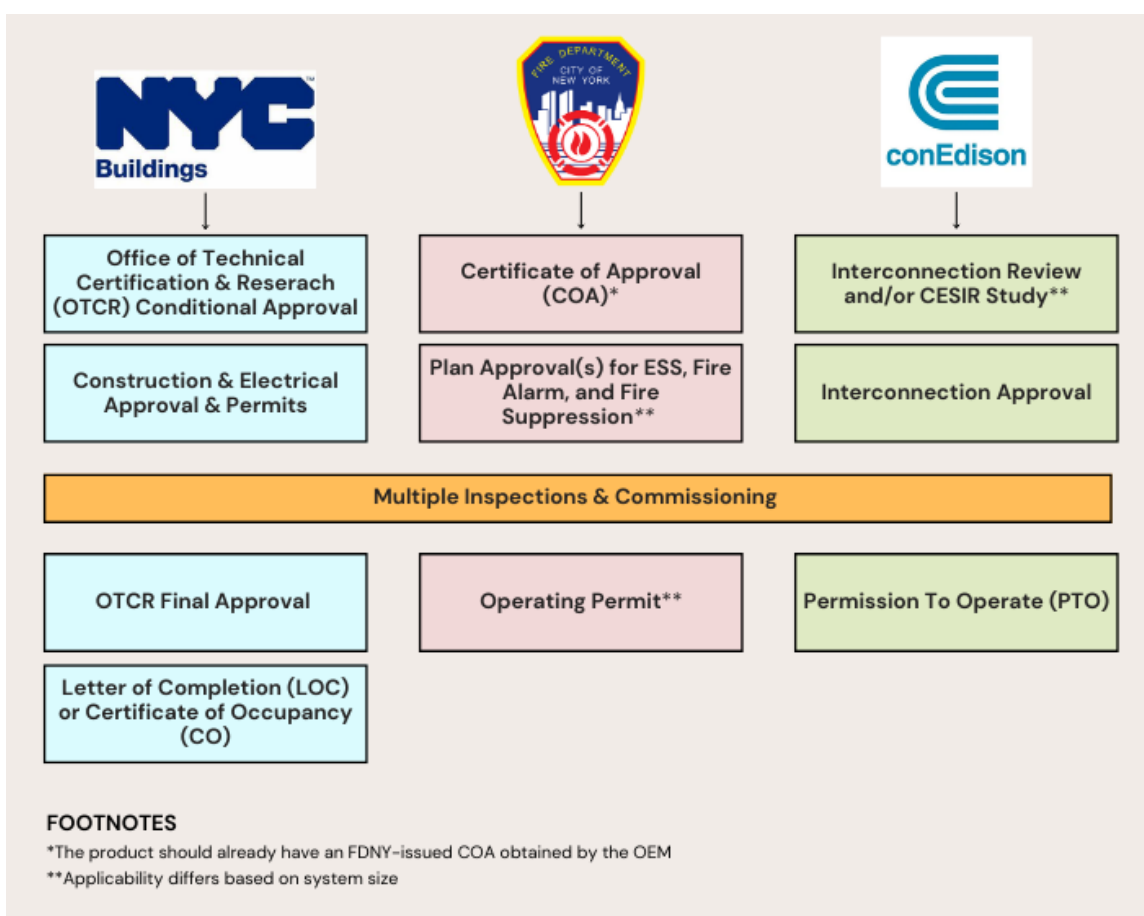 NYC™
Buildings
FIRE DEPARTMENT
CITY OF
NEW YORK
conEdison
Office of Technical
Certification & Reserach
(OTCR) Conditional Approval
Certificate of Approval
(COA)*
Interconnection Review
and/or CESIR Study**
Construction & Electrical
Approval & Permits
Plan Approval(s) for ESS, Fire
Alarm, and Fire
Suppression**
Interconnection Approval
Multiple Inspections & Commissioning
OTCR Final Approval
Operating Permit**
Permission To Operate (PTO)
Letter of Completion (LOC)
or Certificate of Occupancy
(CO)
FOOTNOTES
*The product should already have an FDNY-issued COA obtained by the OEM
**Applicability differs based on system size